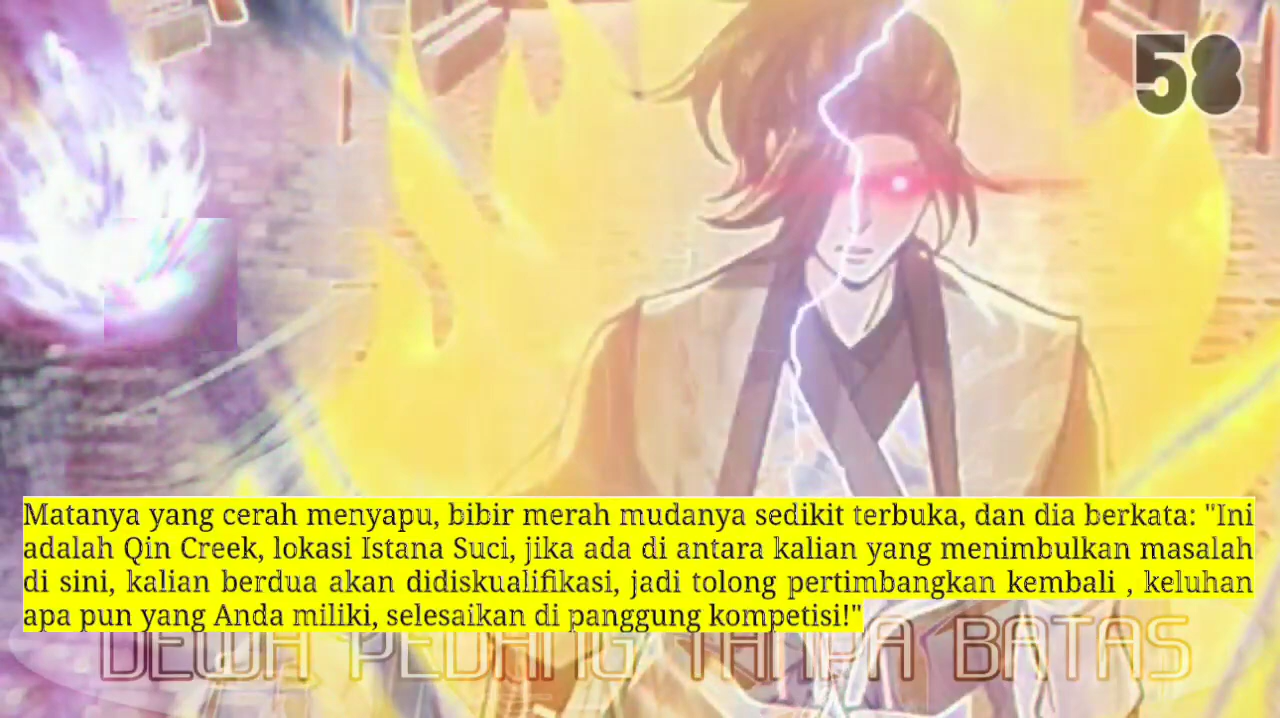 58
Matanya yang cerah menyapu, bibir merah mudanya sedikit terbuka, dan dia berkata: "Ini
adalah Qin Creek, lokasi Istana Suci, jika ada di antara kalian yang menimbulkan masalah
di sini, kalian berdua akan didiskualifikasi, jadi tolong pertimbangkan kembali , keluhan
apa pun yang Anda miliki, selesaikan di panggung kompetisi!"
DEWA PEDANG TANPA BATAS